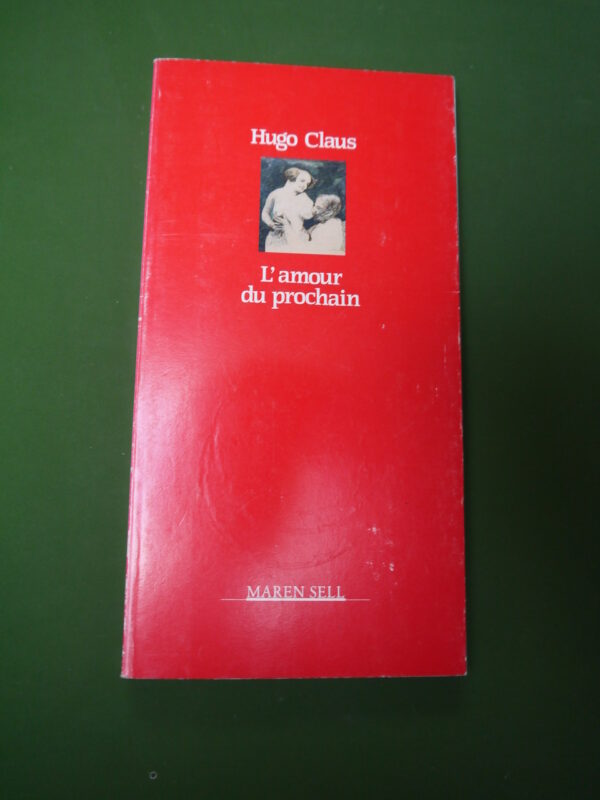 Hugo Claus
L'amour
du prochain
MAREN SELL